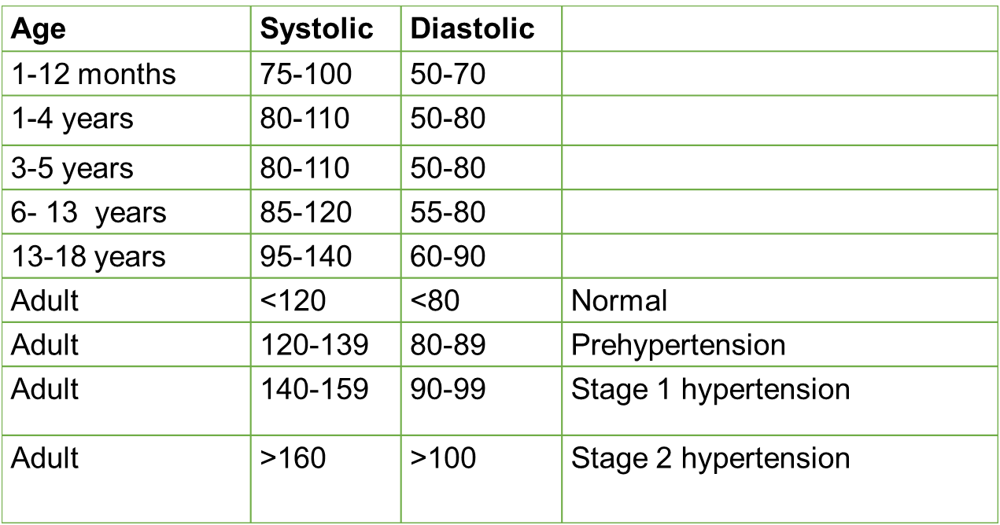 Age Systolic Diastolic
1-12 months 75-100 50-70
1-4 years 80-110 50-80
3-5 years 80-110 50-80
6- 13  years 85-120 55-80
13-18 years 95-140 60-90
Adult <120 <80 Normal
Adult 120-139 80-89 Prehypertension
Adult 140-159 90-99 Stage 1 hypertension
Adult >160 >100 Stage 2 hypertension